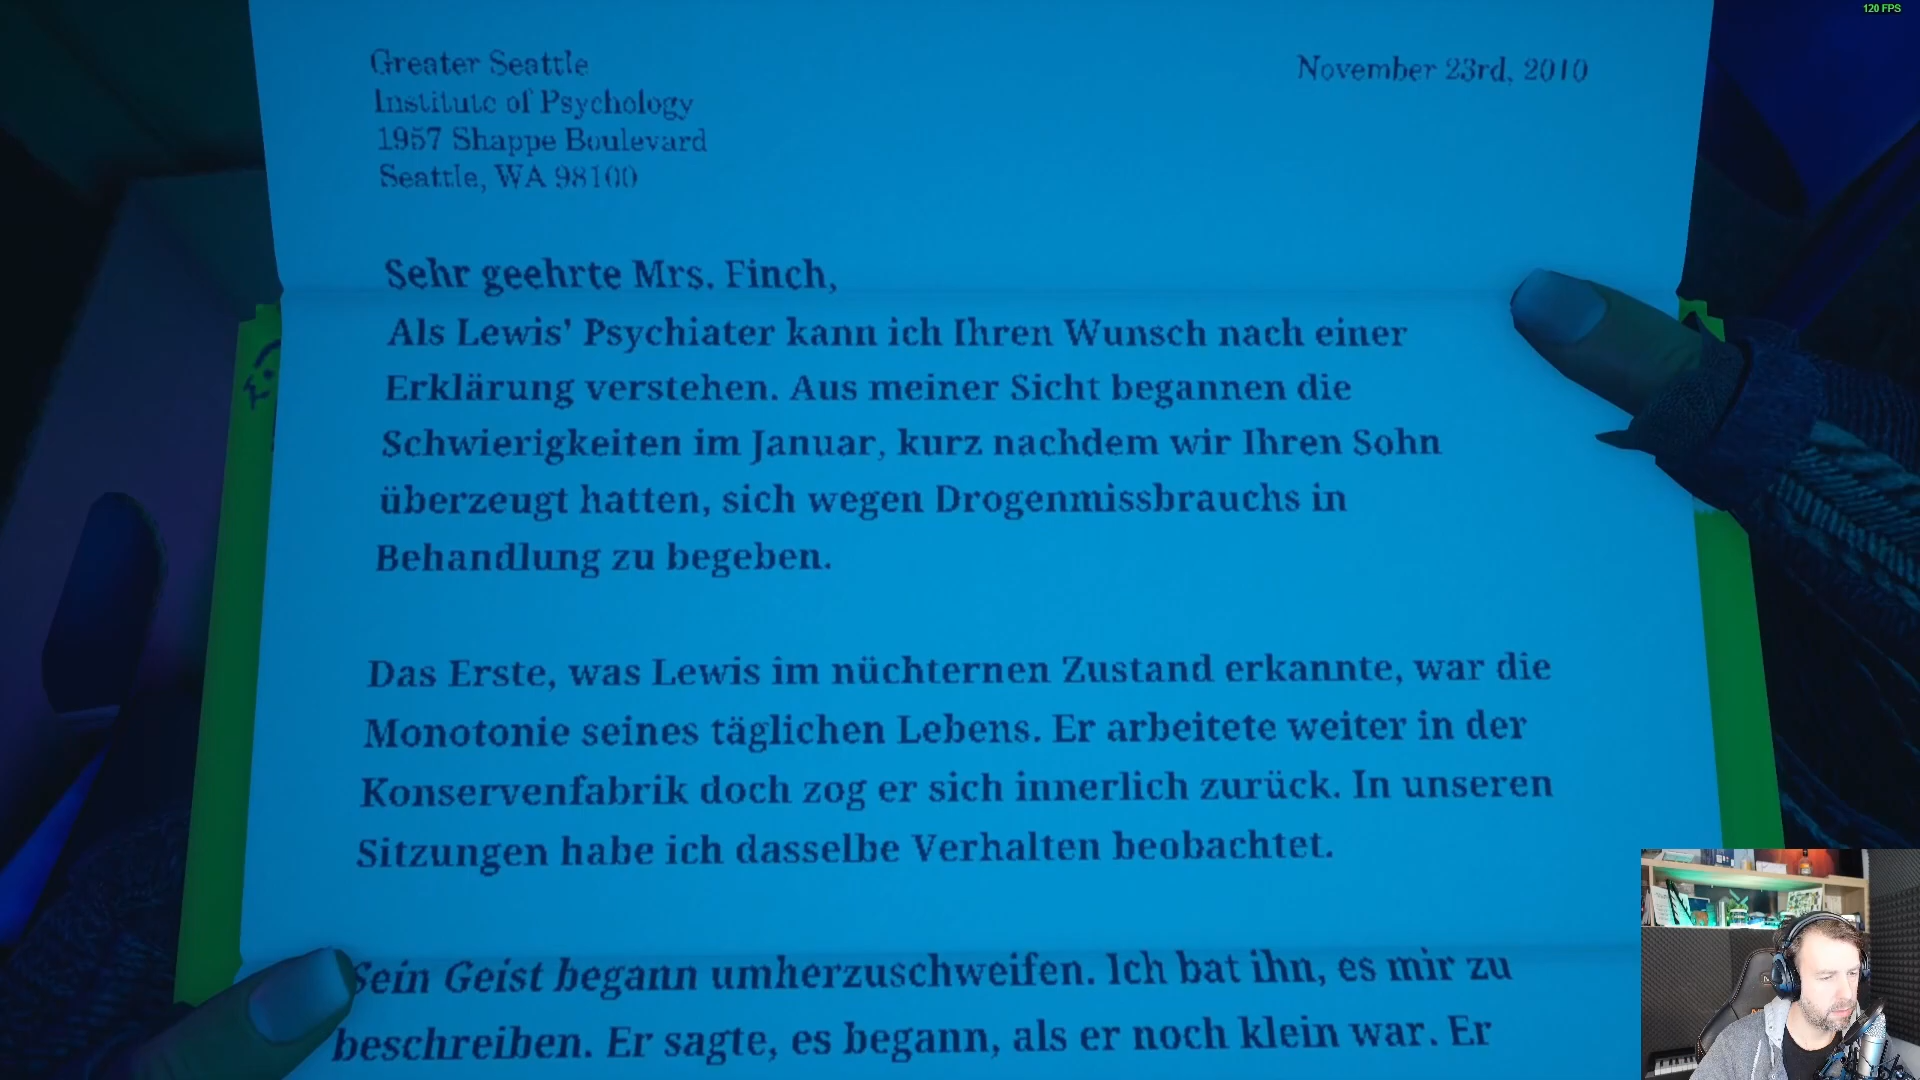 120 FPS
Greater Seattle
Institute of Psychology
1957 Shappe Boulevard
Seattle, WA 98100
November 23rd, 2010
Sehr geehrte Mrs. Finch,
Als Lewis' Psychiater kann ich Ihren Wunsch nach einer
Erklärung verstehen. Aus meiner Sicht begannen die
Schwierigkeiten im Januar, kurz nachdem wir Ihren Sohn
überzeugt hatten, sich wegen Drogenmissbrauchs in
Behandlung zu begeben.
Das Erste, was Lewis im nüchternen Zustand erkannte, war die
Monotonie seines täglichen Lebens. Er arbeitete weiter in der
Konservenfabrik doch zog er sich innerlich zurück. In unseren
Sitzungen habe ich dasselbe Verhalten beobachtet.
Sein Geist begann umherzuschweifen. Ich bat ihn, es mir zu
beschreiben. Er sagte, es begann, als er noch klein war. Er